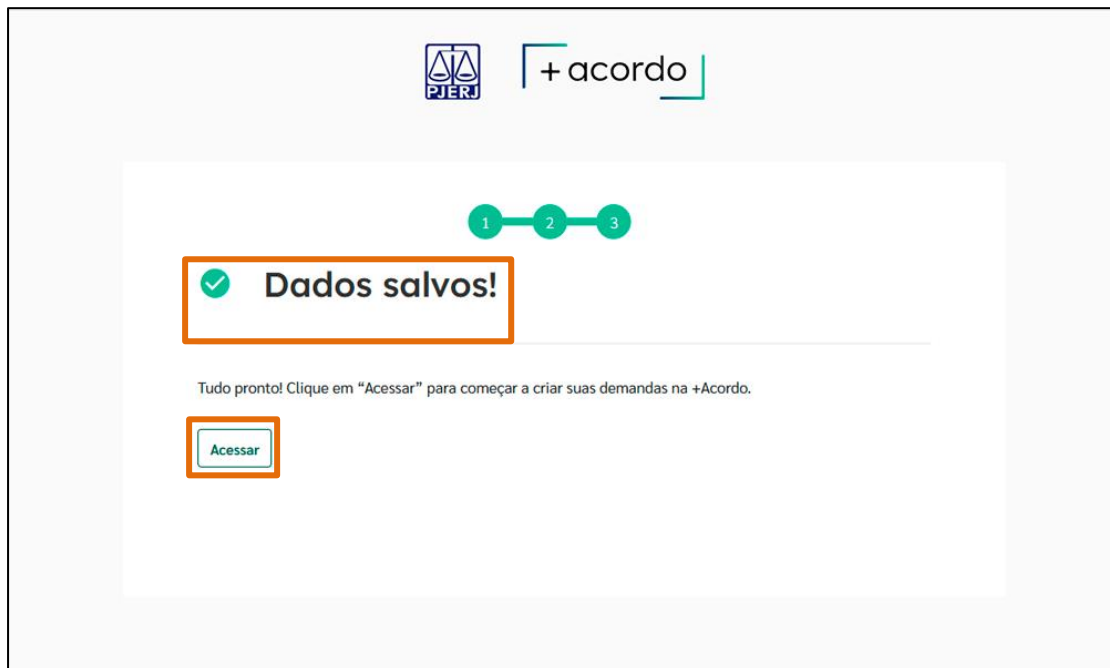 PJERJ
+ acordo
1 2 3
Dados salvos!
Tudo pronto! Clique em “Acessar” para começar a criar suas demandas na +Acordo.
Acessar